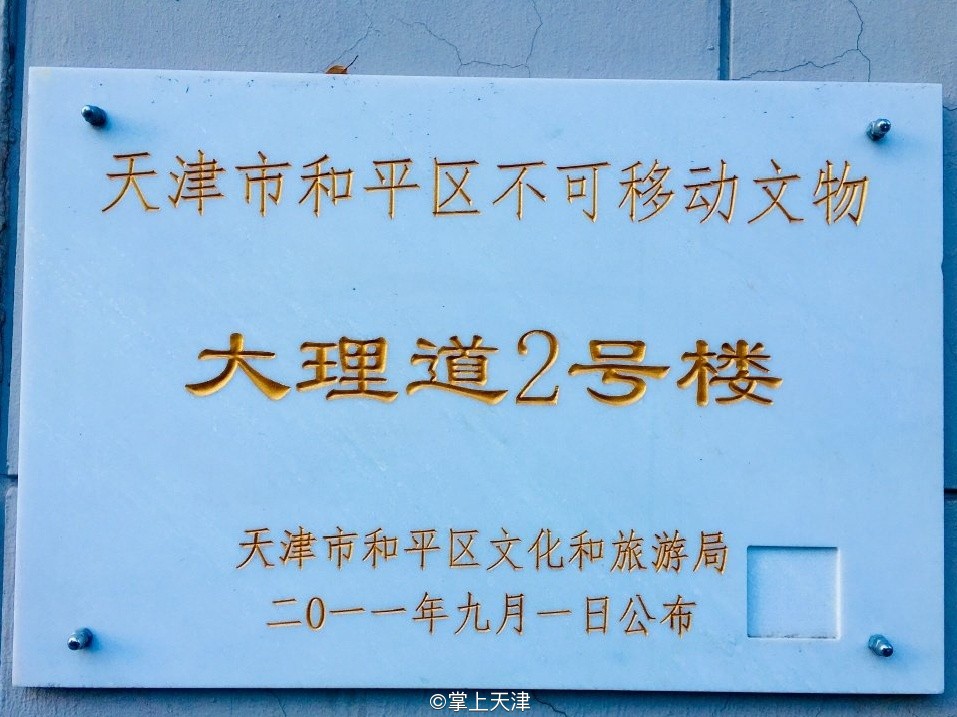 天津市和平区不可移动文物
大理道2号楼
天津市和平区文化和旅游局
二0一一年九月一日公布
©掌上天津